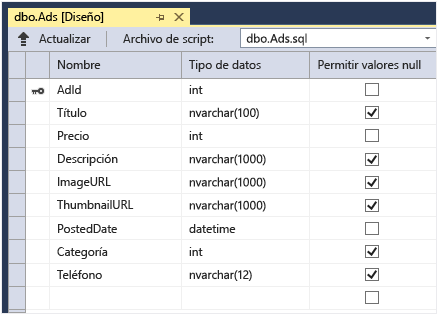 dbo.Ads [Diseño]
Actualizar Archivo de script: dbo.Ads.sql
Nombre Tipo de datos Permitir valores null
AdId int
Título nvarchar(100)
Precio int
Descripción nvarchar(1000)
ImageURL nvarchar(1000)
ThumbnailURL nvarchar(1000)
PostedDate datetime
Categoría int
Teléfono nvarchar(12)